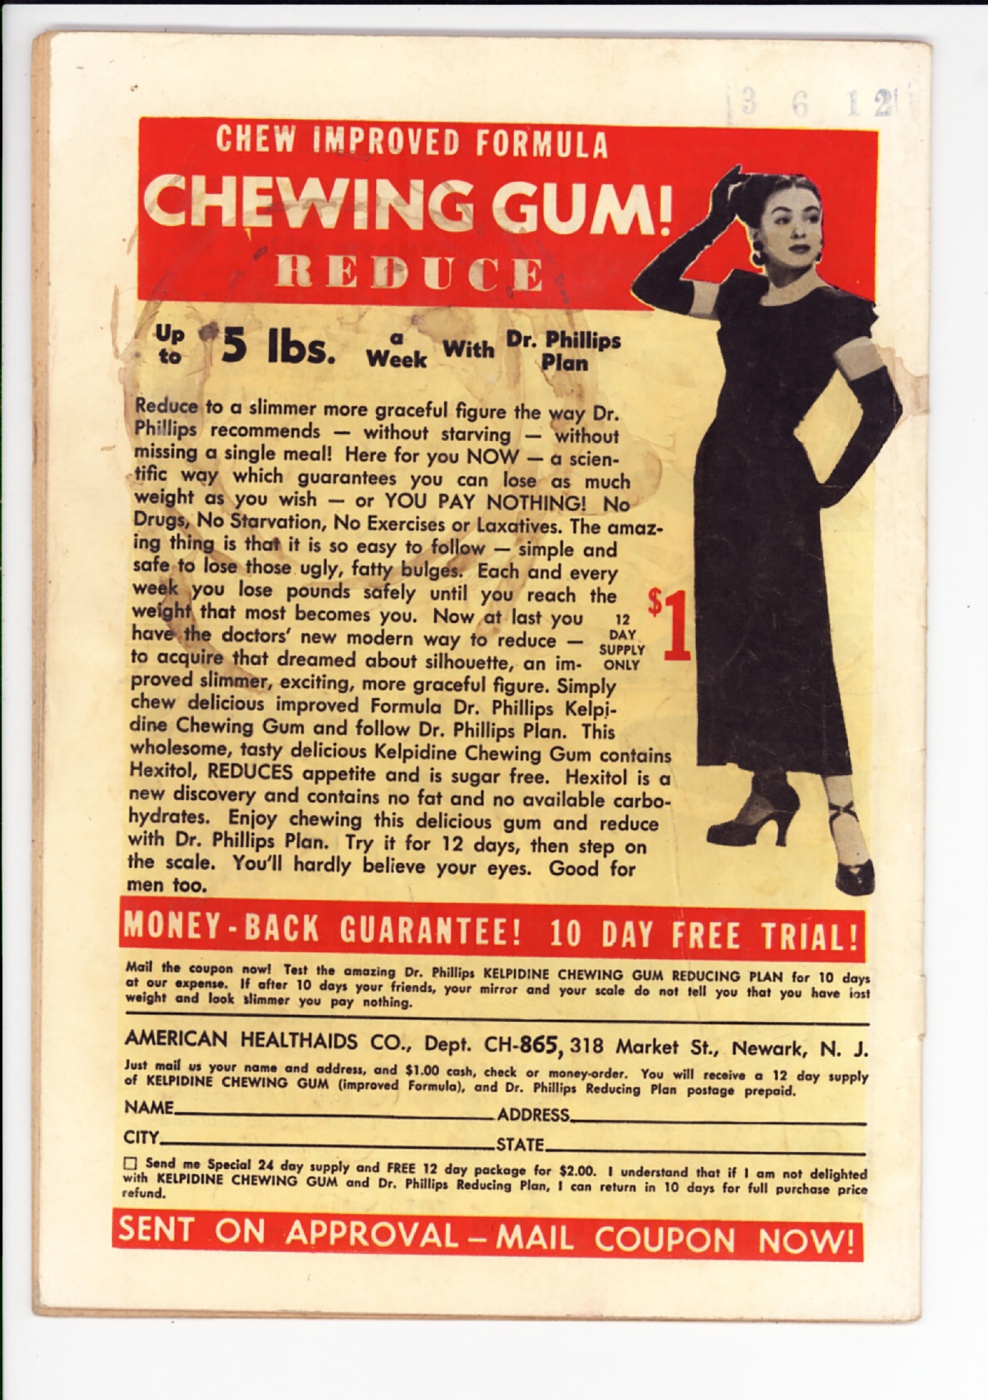 3 6 12
CHEW IMPROVED FORMULA
CHEWING GUM!
REDUCE
Up to 5 lbs. a Week With Dr. Phillips Plan
Reduce to a slimmer more graceful figure the way Dr.
Phillips recommends — without starving — without
missing a single meal! Here for you NOW — a scien-
tific way which guarantees you can lose as much
weight as you wish — or YOU PAY NOTHING! No
Drugs, No Starvation, No Exercises or Laxatives. The amaz-
ing thing is that it is so easy to follow — simple and
safe to lose those ugly, fatty bulges. Each and every
week you lose pounds safely until you reach the
weight that most becomes you. Now at last you
have the doctors' new modern way to reduce —
to acquire that dreamed about silhouette, an im-
proved slimmer, exciting, more graceful figure. Simply
chew delicious improved Formula Dr. Phillips Kelpi-
dine Chewing Gum and follow Dr. Phillips Plan. This
wholesome, tasty delicious Kelpidine Chewing Gum contains
Hexitol, REDUCES appetite and is sugar free. Hexitol is a
new discovery and contains no fat and no available carbo-
hydrates. Enjoy chewing this delicious gum and reduce
with Dr. Phillips Plan. Try it for 12 days, then step on
the scale. You'll hardly believe your eyes. Good for
men too.
12
DAY
SUPPLY
ONLY
$1
MONEY-BACK GUARANTEE! 10 DAY FREE TRIAL!
Mail the coupon now! Test the amazing Dr. Phillips KELPIDINE CHEWING GUM REDUCING PLAN for 10 days
at our expense. If after 10 days your friends, your mirror and your scale do not tell you that you have lost
weight and look slimmer you pay nothing.
AMERICAN HEALTHAIDS CO., Dept. CH-865, 318 Market St., Newark, N. J.
Just mail us your name and address, and $1.00 cash, check or money-order. You will receive a 12 day supply
of KELPIDINE CHEWING GUM (improved Formula), and Dr. Phillips Reducing Plan postage prepaid.
NAME ADDRESS
CITY STATE
Send me Special 24 day supply and FREE 12 day package for $2.00. I understand that if I am not delighted
with KELPIDINE CHEWING GUM and Dr. Phillips Reducing Plan, I can return in 10 days for full purchase price
refund.
SENT ON APPROVAL — MAIL COUPON NOW!